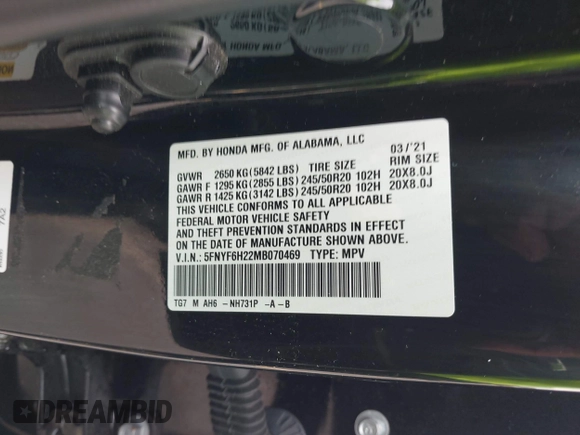 MFD. BY HONDA MFG. OF ALABAMA, LLC 03/'21
GVWR 2650 KG (5842 LBS) TIRE SIZE RIM SIZE
GAWR F 1295 KG (2855 LBS) 245/50R20 102H 20X8.0J
GAWR R 1425 KG (3142 LBS) 245/50R20 102H 20X8.0J
THIS VEHICLE CONFORMS TO ALL APPLICABLE
FEDERAL MOTOR VEHICLE SAFETY
AND THEFT PREVENTION STANDARDS IN EFFECT
ON THE DATE OF MANUFACTURE SHOWN ABOVE.
V.I.N.: 5FNYF6H22MB070469 TYPE: MPV
TG7 M AH6 -NH731P -A-B
7A2
DREAMBID